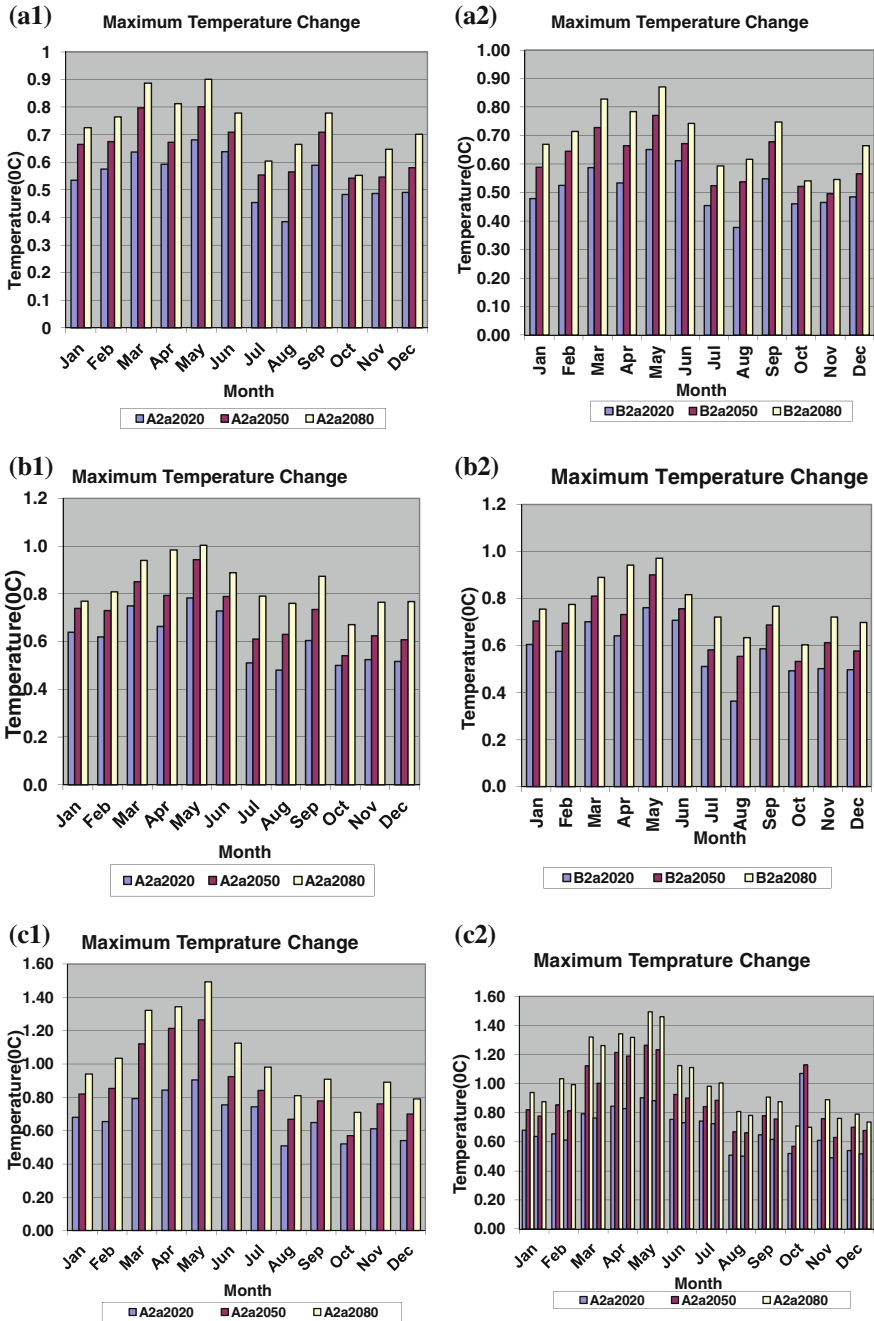 (a1)
Maximum Temperature Change
Temperature(0C)
1
0.9
0.8
0.7
0.6
0.5
0.4
0.3
0.2
0.1
0
Jan Feb Mar Apr May Jun Jul Aug Sep Oct Nov Dec
Month
A2a2020 A2a2050 A2a2080
(a2)
Maximum Temperature Change
Temperature(0C)
1.00
0.90
0.80
0.70
0.60
0.50
0.40
0.30
0.20
0.10
0.00
Jan Feb Mar Apr May Jun Jul Aug Sep Oct Nov Dec
Month
B2a2020 B2a2050 B2a2080
(b1)
Maximum Temperature Change
Temperature(0C)
1.2
1.0
0.8
0.6
0.4
0.2
0.0
Jan Feb Mar Apr May Jun Jul Aug Sep Oct Nov Dec
Month
A2a2020 A2a2050 A2a2080
(b2)
Maximum Temperature Change
Temperature(0C)
1.2
1.0
0.8
0.6
0.4
0.2
0.0
Jan Feb Mar Apr May Jun Jul Aug Sep Oct Nov Dec
Month
B2a2020 B2a2050 B2a2080
(c1)
Maximum Temprature Change
Temperature(0C)
1.60
1.40
1.20
1.00
0.80
0.60
0.40
0.20
0.00
Jan Feb Mar Apr May Jun Jul Aug Sep Oct Nov Dec
Month
A2a2020 A2a2050 A2a2080
(c2)
Maximum Temprature Change
Temperature(0C)
1.60
1.40
1.20
1.00
0.80
0.60
0.40
0.20
0.00
Jan Feb Mar Apr May Jun Jul Aug Sep Oct Nov Dec
Month
A2a2020 A2a2050 A2a2080